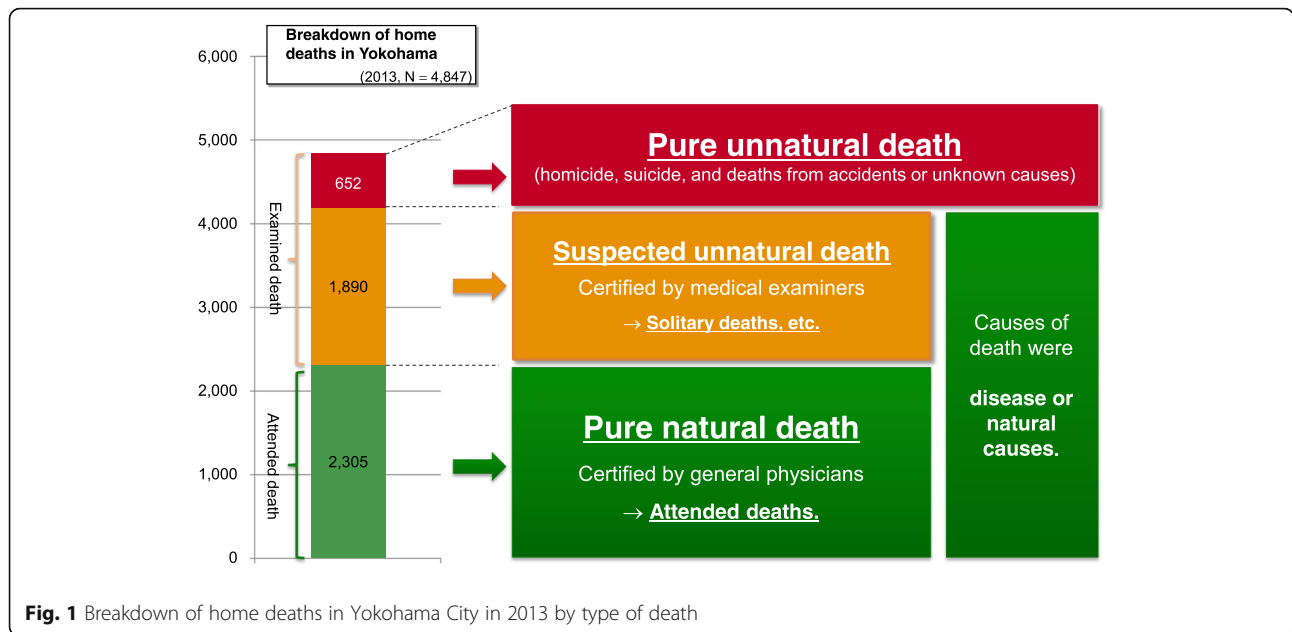 Breakdown of home
deaths in Yokohama
(2013, N = 4,847)
6,000
5,000
4,000
3,000
2,000
1,000
0
Examined death
Attended death
652
1,890
2,305
Pure unnatural death
(homicide, suicide, and deaths from accidents or unknown causes)
Suspected unnatural death
Certified by medical examiners
→ Solitary deaths, etc.
Pure natural death
Certified by general physicians
→ Attended deaths.
Causes of
death were
disease or
natural
causes.
Fig. 1 Breakdown of home deaths in Yokohama City in 2013 by type of death